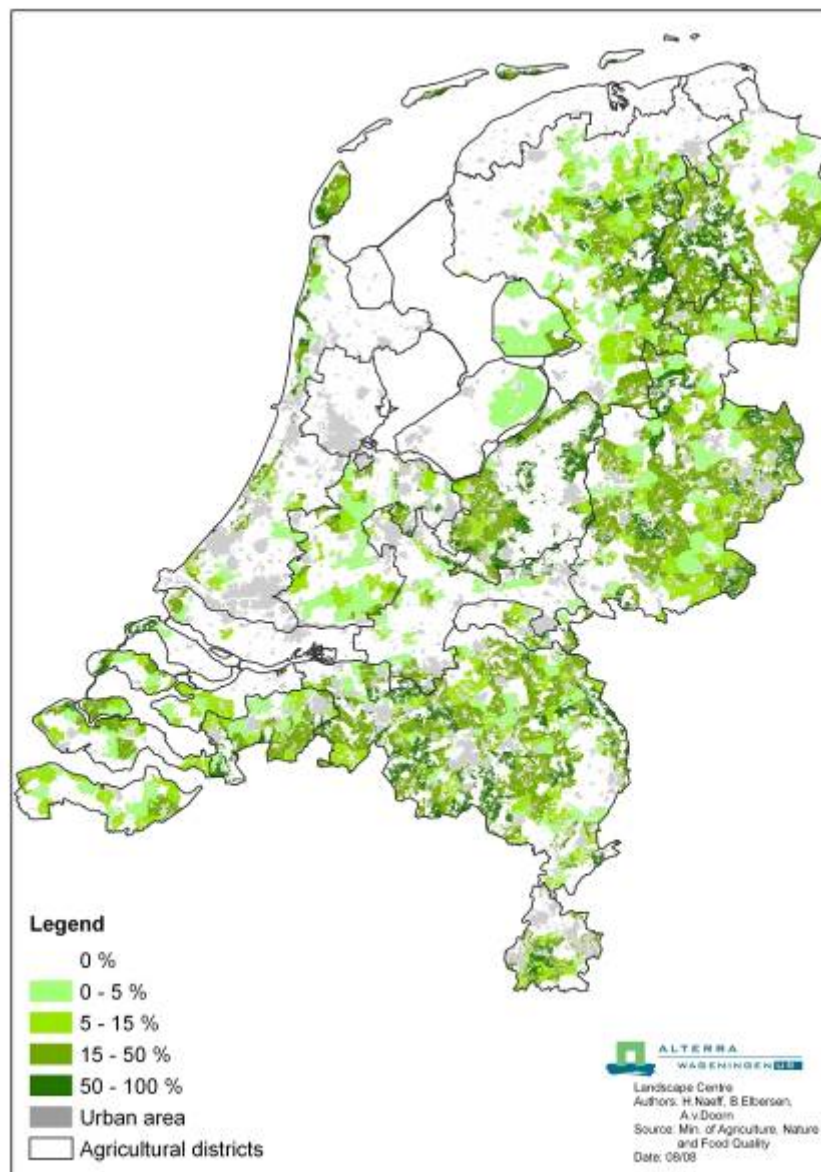 Legend
0 %
0 - 5 %
5 - 15 %
15 - 50 %
50 - 100 %
Urban area
Agricultural districts
ALTERRA
WAGENINGEN UR
Landscape Centre
Authors: H.Naeff, B.Elbersen,
A.v.Doorn
Source: Min. of Agriculture, Nature
and Food Quality
Date: 08/08